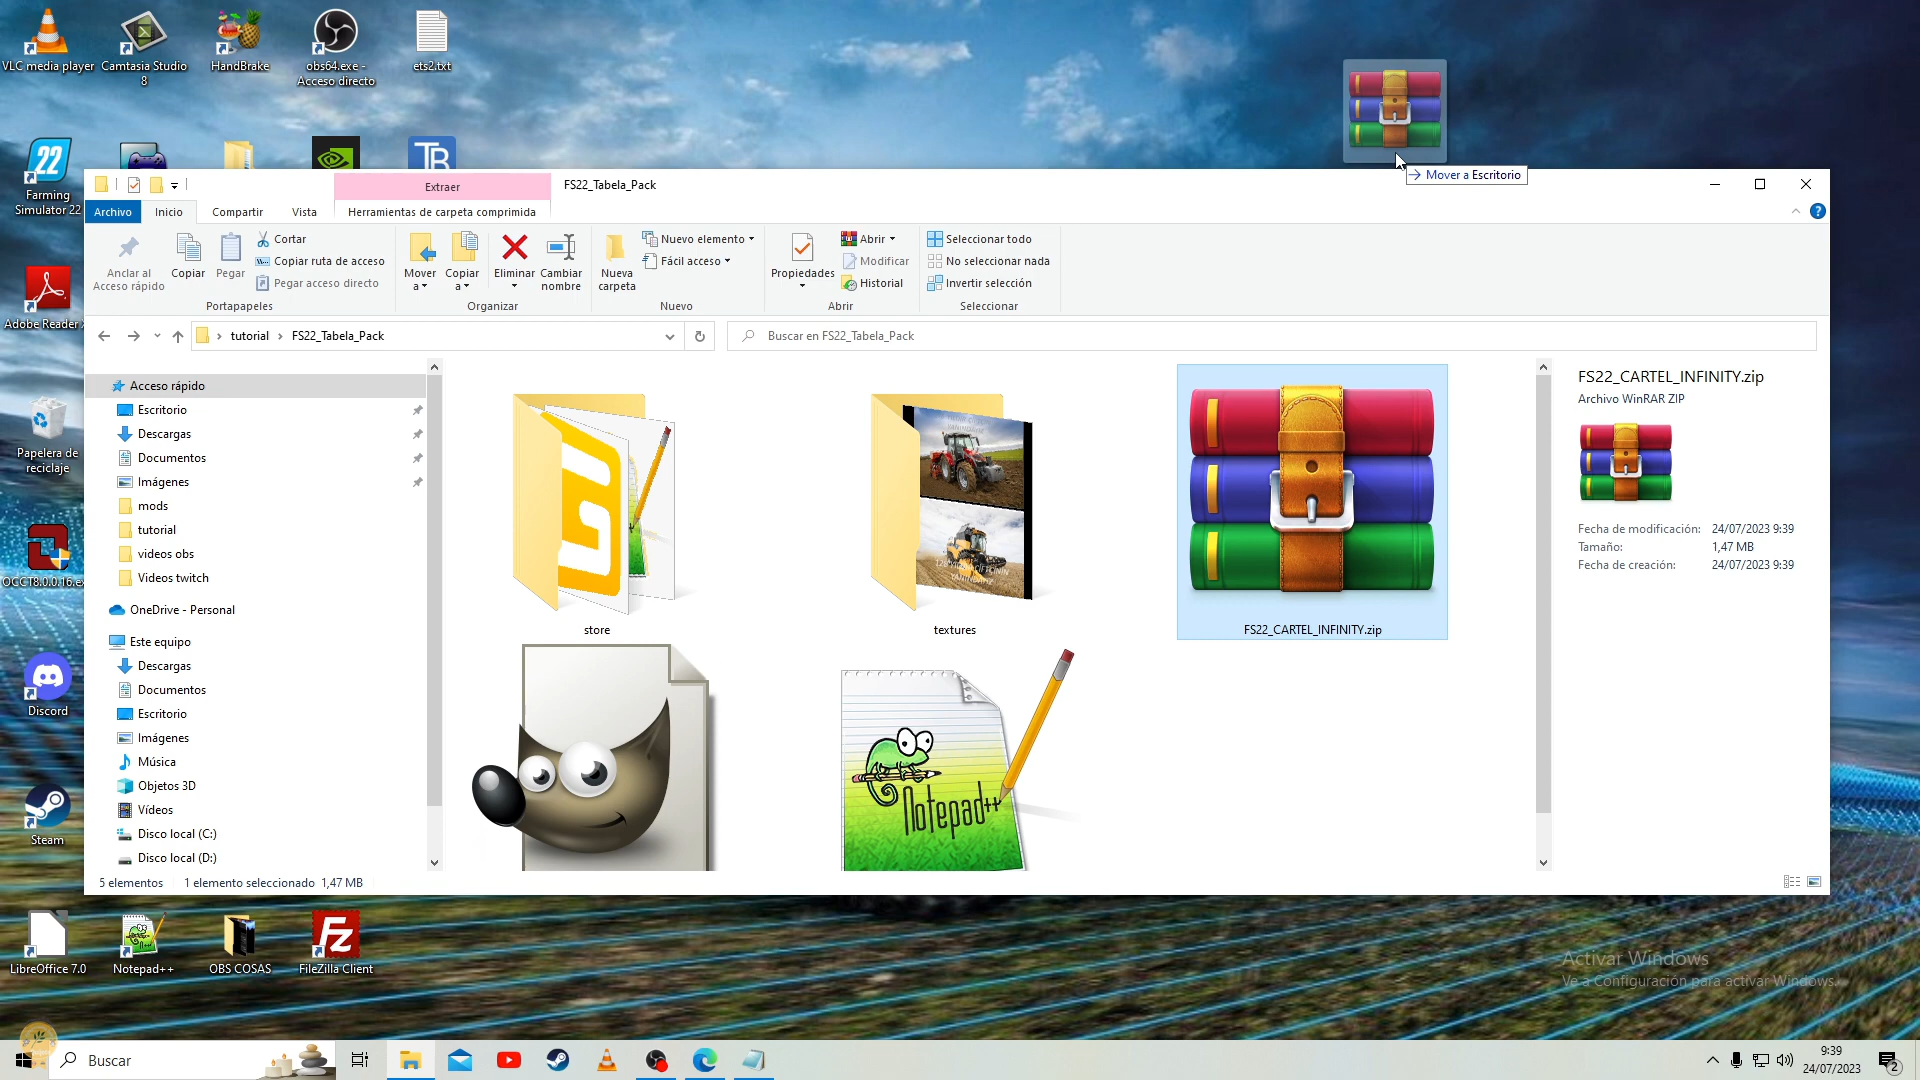 VLC media player
Camtasia Studio
8
HandBrake
obs64.exe -
Acceso directo
ets2.txt
22
Farming
Simulator 22
TB
Mover a Escritorio
Extraer
FS22_Tabela_Pack
Archivo
Inicio
Compartir
Vista
Herramientas de carpeta comprimida
?
Anclar al
Acceso rápido
Copiar
Pegar
Cortar
Copiar ruta de acceso
Pegar acceso directo
Portapapeles
Mover
a
Copiar
a
Eliminar
Cambiar
nombre
Organizar
Nueva
carpeta
Nuevo elemento
Fácil acceso
Nuevo
Propiedades
Abrir
Modificar
Historial
Abrir
Seleccionar todo
No seleccionar nada
Invertir selección
Seleccionar
tutorial
FS22_Tabela_Pack
Buscar en FS22_Tabela_Pack
Adobe Reader
Papelera de
reciclaje
OCCT8.0.0.16.ex
Discord
Steam
Acceso rápido
Escritorio
Descargas
Documentos
Imágenes
mods
tutorial
videos obs
Videos twitch
OneDrive - Personal
Este equipo
Descargas
Documentos
Escritorio
Imágenes
Música
Objetos 3D
Vídeos
Disco local (C:)
Disco local (D:)
store
textures
FS22_CARTEL_INFINITY.zip
Notepad++
FS22_CARTEL_INFINITY.zip
Archivo WinRAR ZIP
Fecha de modificación: 24/07/2023 9:39
Tamaño: 1,47 MB
Fecha de creación: 24/07/2023 9:39
5 elementos
1 elemento seleccionado 1,47 MB
LibreOffice 7.0
Notepad++
OBS COSAS
Fz
FileZilla Client
Activar Windows
Ve a Configuración para activar Windows.
Buscar
9:39
24/07/2023
2